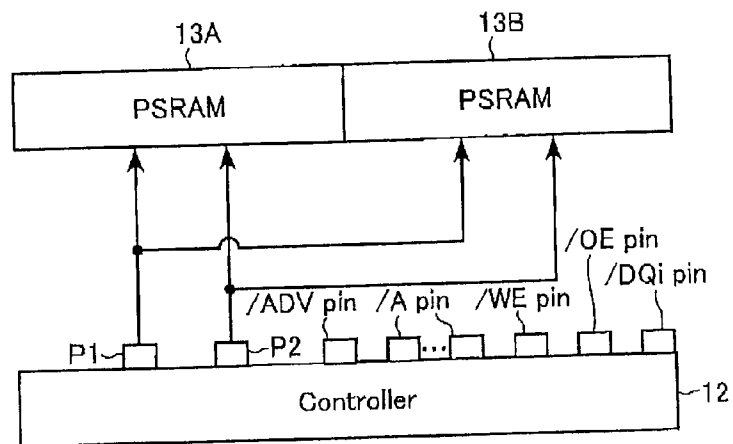 13A
13B
PSRAM
PSRAM
/OE pin
/DQi pin
/ADV pin
/A pin
/WE pin
P1
P2
...
Controller
12